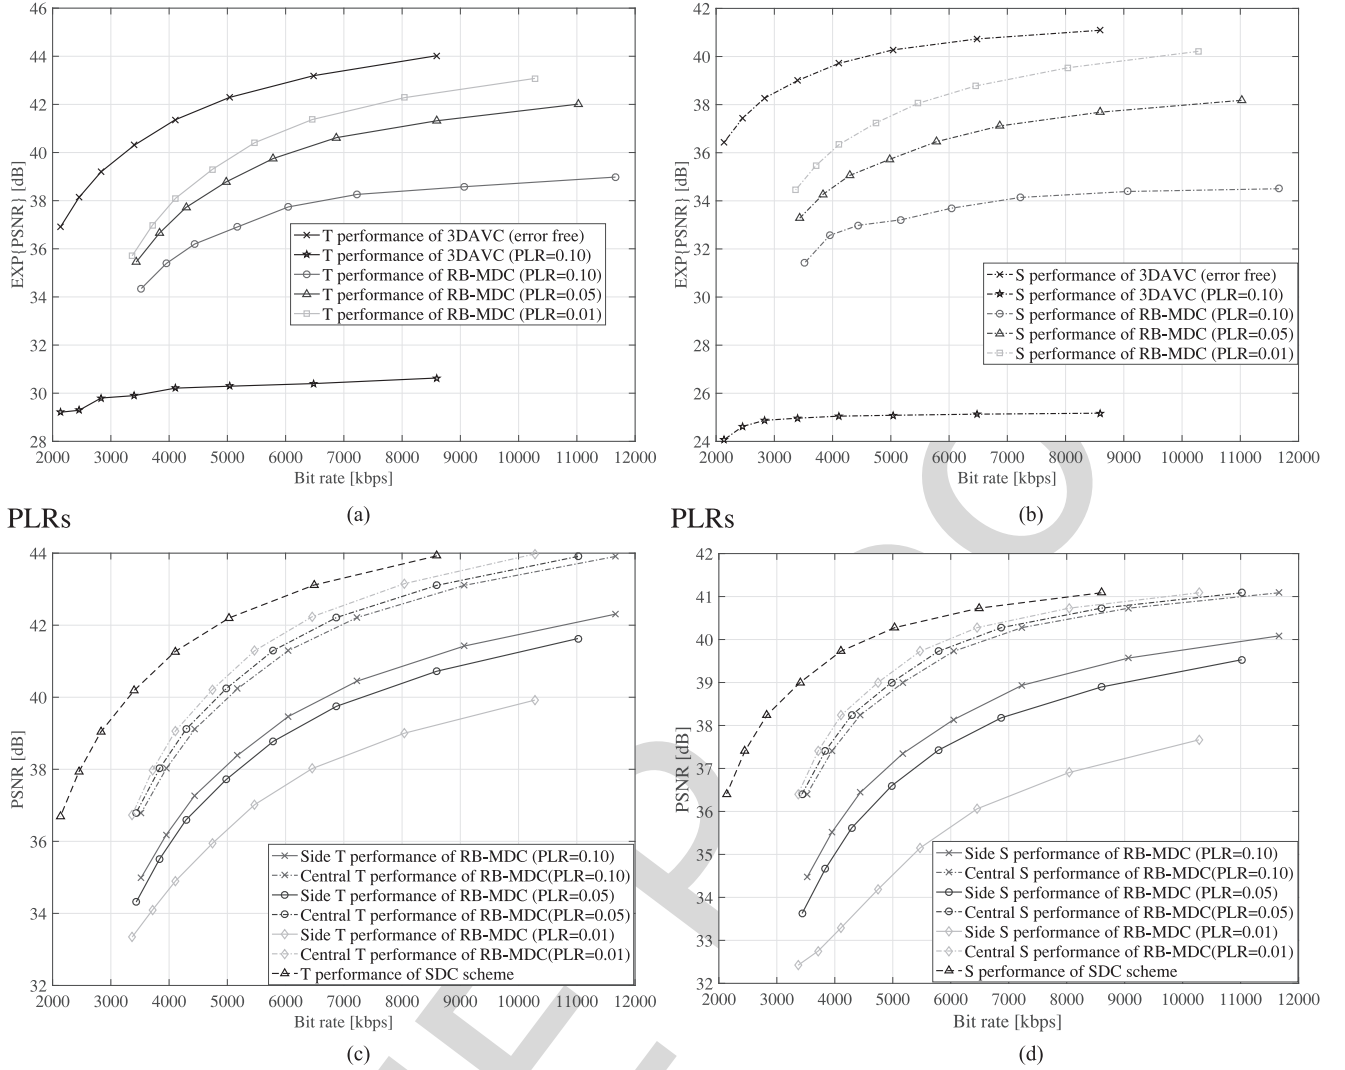 46
44
42
40
38
36
34
32
30
28
EXP{PSNR} [dB]
T performance of 3DAVC (error free)
T performance of 3DAVC (PLR=0.10)
T performance of RB-MDC (PLR=0.10)
T performance of RB-MDC (PLR=0.05)
T performance of RB-MDC (PLR=0.01)
2000 3000 4000 5000 6000 7000 8000 9000 10000 11000 12000
Bit rate [kbps]
(a)
42
40
38
36
34
32
30
28
26
24
EXP{PSNR} [dB]
S performance of 3DAVC (error free)
S performance of 3DAVC (PLR=0.10)
S performance of RB-MDC (PLR=0.10)
S performance of RB-MDC (PLR=0.05)
S performance of RB-MDC (PLR=0.01)
2000 3000 4000 5000 6000 7000 8000 9000 10000 11000 12000
Bit rate [kbps]
(b)
PLRs
PLRs
44
42
40
38
36
34
32
PSNR [dB]
Side T performance of RB-MDC (PLR=0.10)
Central T performance of RB-MDC(PLR=0.10)
Side T performance of RB-MDC (PLR=0.05)
Central T performance of RB-MDC(PLR=0.05)
Side T performance of RB-MDC (PLR=0.01)
Central T performance of RB-MDC(PLR=0.01)
T performance of SDC scheme
2000 3000 4000 5000 6000 7000 8000 9000 10000 11000 12000
Bit rate [kbps]
(c)
42
41
40
39
38
37
36
35
34
33
32
PSNR [dB]
Side S performance of RB-MDC (PLR=0.10)
Central S performance of RB-MDC(PLR=0.10)
Side S performance of RB-MDC (PLR=0.05)
Central S performance of RB-MDC(PLR=0.05)
Side S performance of RB-MDC (PLR=0.01)
Central S performance of RB-MDC(PLR=0.01)
S performance of SDC scheme
2000 3000 4000 5000 6000 7000 8000 9000 10000 11000 12000
Bit rate [kbps]
(d)